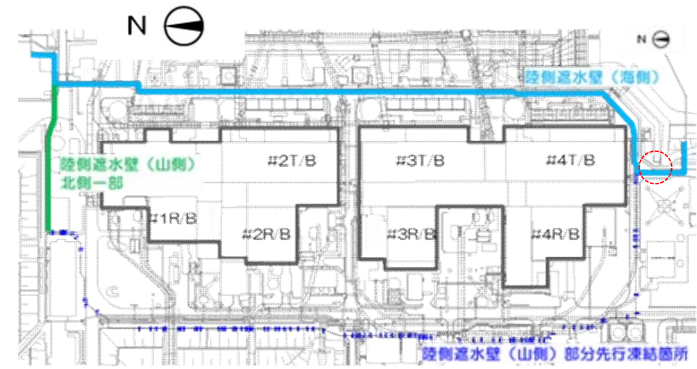 N
N
陸側遮水壁（海側）
陸側遮水壁（山側）
北側一部
#2T/B
#3T/B
#4T/B
#1R/B
#2R/B
#3R/B
#4R/B
陸側遮水壁（山側）部分先行凍結箇所